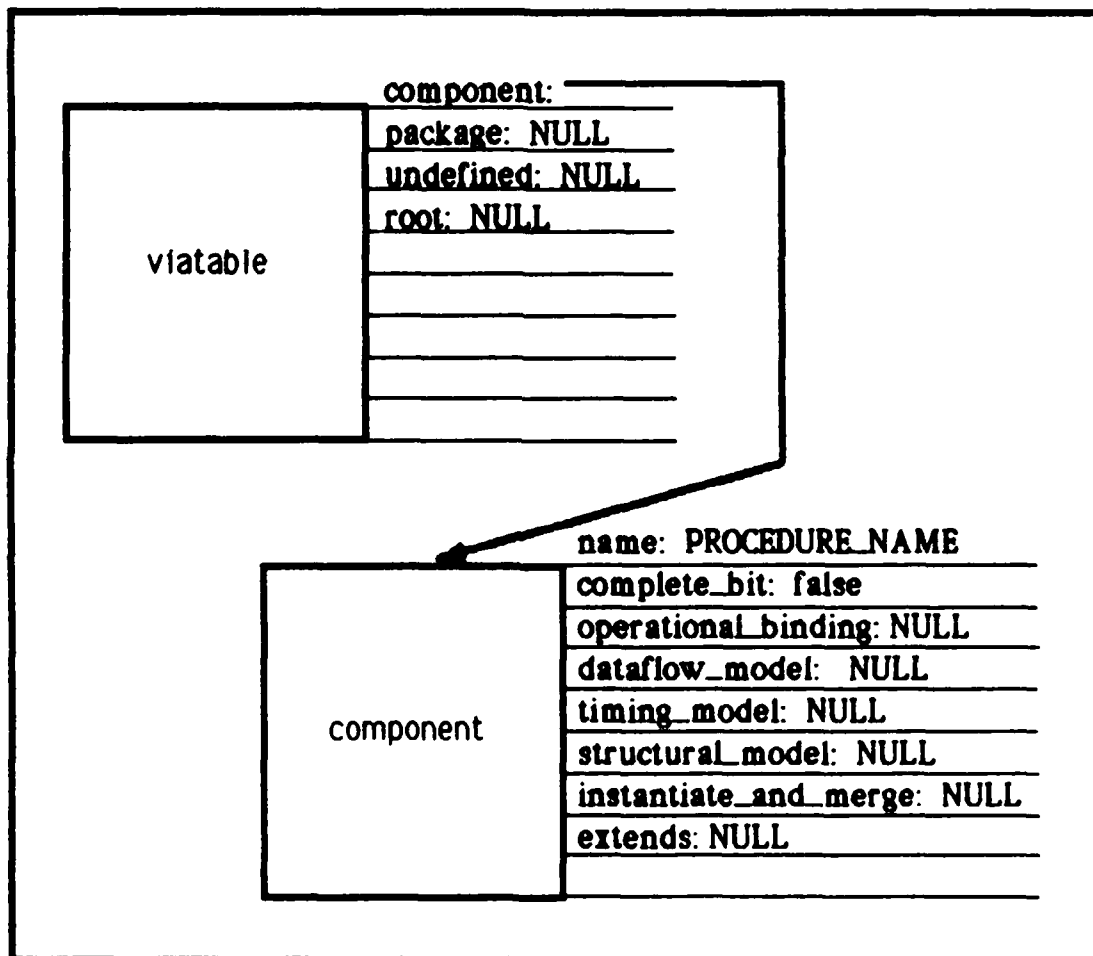 component:
package: NULL
undefined: NULL
root: NULL
viatable
name: PROCEDURE_NAME
complete_bit: false
operational_binding: NULL
dataflow_model: NULL
timing_model: NULL
structural_model: NULL
instantiate_and_merge: NULL
extends: NULL
component